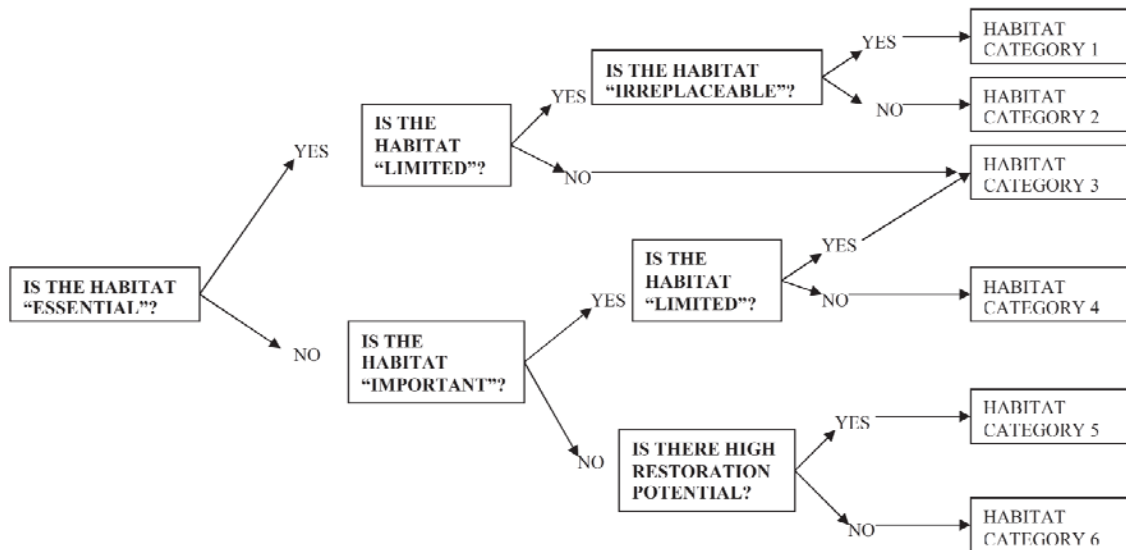 HABITAT
CATEGORY 1
YES
IS THE HABITAT
“IRREPLACEABLE”?
YES
NO
HABITAT
CATEGORY 2
IS THE
HABITAT
“LIMITED”?
YES
NO
HABITAT
CATEGORY 3
YES
IS THE
HABITAT
“LIMITED”?
IS THE HABITAT
“ESSENTIAL”?
YES
NO
HABITAT
CATEGORY 4
NO
IS THE
HABITAT
“IMPORTANT”?
YES
HABITAT
CATEGORY 5
NO
IS THERE HIGH
RESTORATION
POTENTIAL?
YES
NO
HABITAT
CATEGORY 6